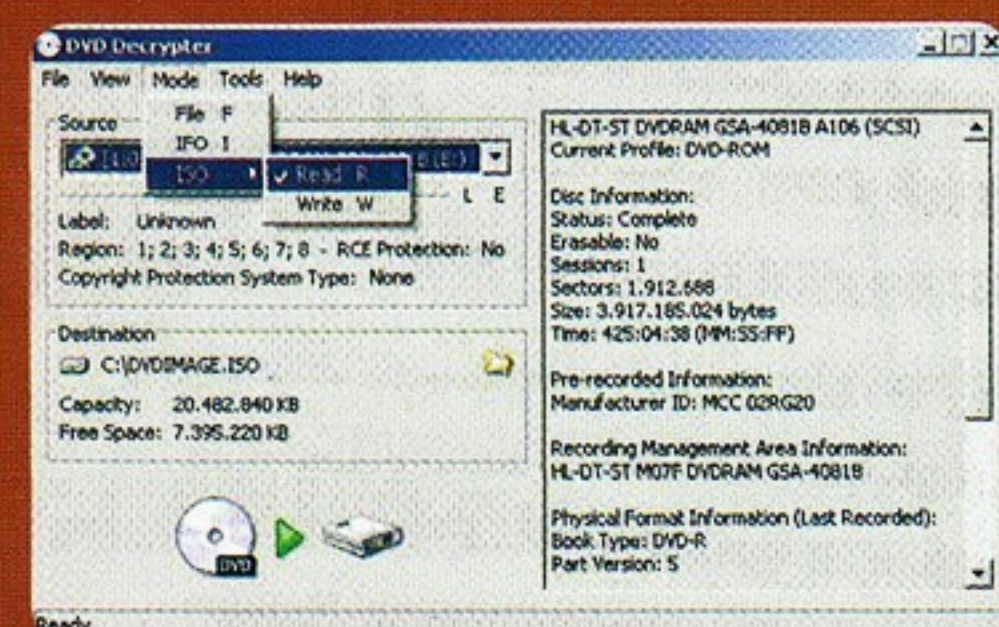 DVD Decrypter
File View Mode Tools Help
File F
IFO I
ISO
Read R
Write W
Source
(E:)
L E
Label: Unknown
Region: 1; 2; 3; 4; 5; 6; 7; 8 - RCE Protection: No
Copyright Protection System Type: None
Destination
C:\DVDIMAGE.ISO
Capacity: 20.482.840 KB
Free Space: 7.395.220 KB
DVD
HL-DT-ST DVDRAM GSA-4081B A106 (SCSI)
Current Profile: DVD-ROM
Disc Information:
Status: Complete
Erasable: No
Sessions: 1
Sectors: 1.912.688
Size: 3.917.185.024 bytes
Time: 425:04:38 (MM:SS:FF)
Pre-recorded Information:
Manufacturer ID: MCC 02RG20
Recording Management Area Information:
HL-DT-ST M07F DVDRAM GSA-4081B
Physical Format Information (Last Recorded):
Book Type: DVD-R
Part Version: 5
Ready